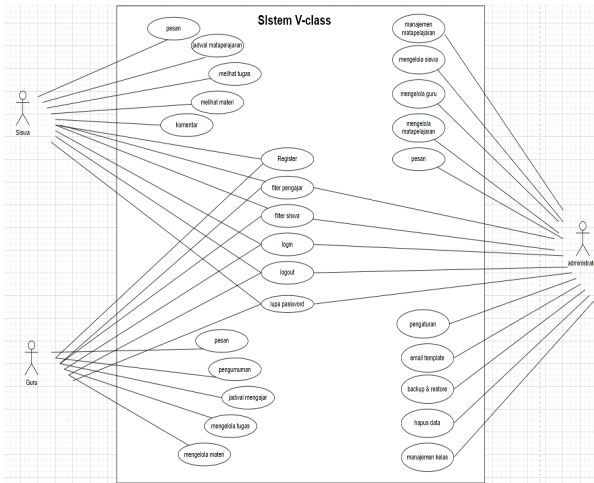 SIstem V-class
pesan
jadwal matapelajaran
melihat tugas
melihat materi
komentar
Siswa
manajemen
matapelajaran
mengelola siswa
mengelola guru
mengelola
matapelajaran
pesan
Register
fiter pengajar
filter siswa
login
logout
lupa password
administrate
Guru
pesan
pengumuman
jadwal mengajar
mengelola tugas
mengelola materi
pengaturan
email template
backup & restore
hapus data
manajemen kelas